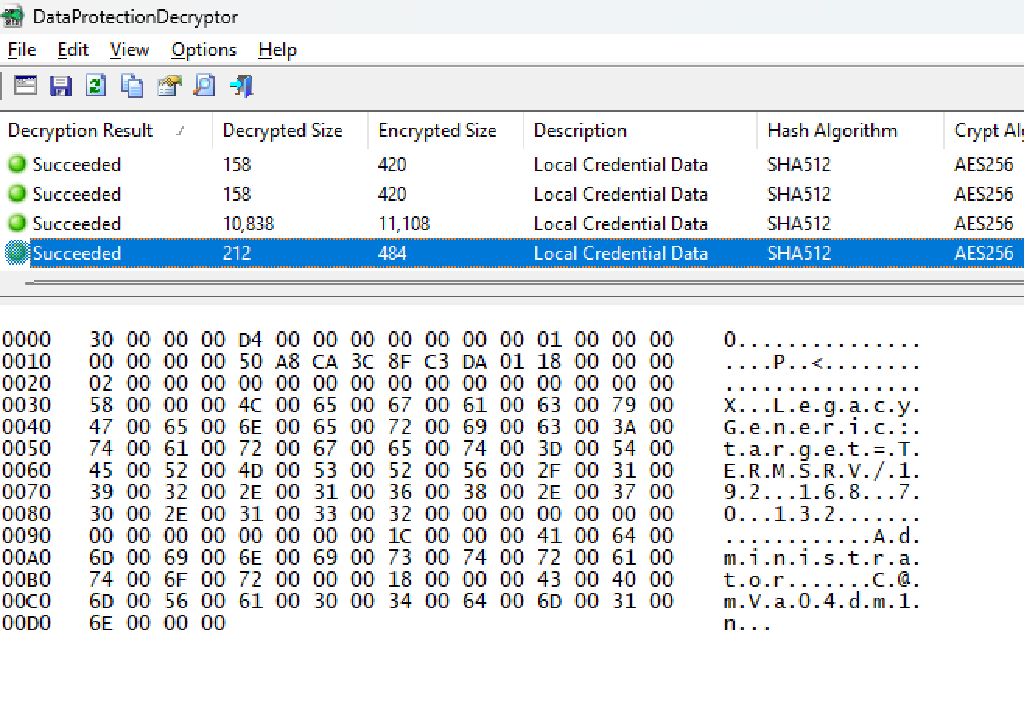 DataProtectionDecryptor
File Edit View Options Help
Decryption Result Decrypted Size Encrypted Size Description Hash Algorithm Crypt Alg
Succeeded 158 420 Local Credential Data SHA512 AES256
Succeeded 158 420 Local Credential Data SHA512 AES256
Succeeded 10,838 11,108 Local Credential Data SHA512 AES256
Succeeded 212 484 Local Credential Data SHA512 AES256
0000 30 00 00 00 D4 00 00 00 00 00 00 00 01 00 00 00 0...............
0010 00 00 00 00 50 A8 CA 3C 8F C3 DA 01 18 00 00 00 ....P..<........
0020 02 00 00 00 00 00 00 00 00 00 00 00 00 00 00 00 ................
0030 58 00 00 00 4C 00 65 00 67 00 61 00 63 00 79 00 X...L.e.g.a.c.y.
0040 47 00 65 00 6E 00 65 00 72 00 69 00 63 00 3A 00 G.e.n.e.r.i.c.:.
0050 74 00 61 00 72 00 67 00 65 00 74 00 3D 00 54 00 t.a.r.g.e.t.=.T.
0060 45 00 52 00 4D 00 53 00 52 00 56 00 2F 00 31 00 E.R.M.S.R.V./.1.
0070 39 00 32 00 2E 00 31 00 36 00 38 00 2E 00 37 00 9.2...1.6.8...7.
0080 30 00 2E 00 31 00 33 00 32 00 00 00 00 00 00 00 0...1.3.2.......
0090 00 00 00 00 00 00 00 00 1C 00 00 00 41 00 64 00 ............A.d.
00A0 6D 00 69 00 6E 00 69 00 73 00 74 00 72 00 61 00 m.i.n.i.s.t.r.a.
00B0 74 00 6F 00 72 00 00 00 18 00 00 00 43 00 40 00 t.o.r.......C.@.
00C0 6D 00 56 00 61 00 30 00 34 00 64 00 6D 00 31 00 m.V.a.0.4.d.m.1.
00D0 6E 00 00 00 n...